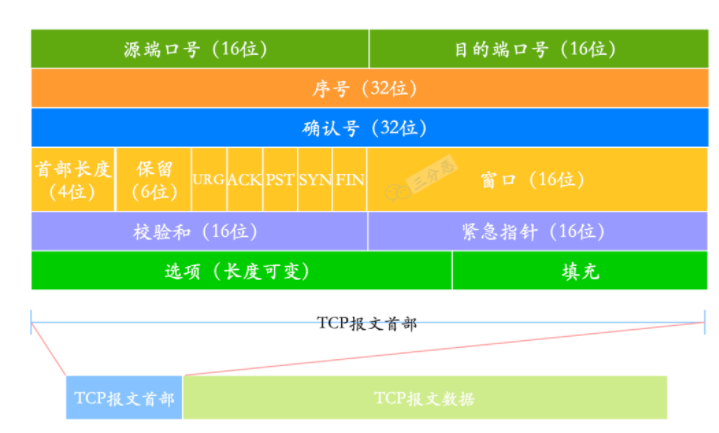 源端口号（16位） 目的端口号（16位）
序号（32位）
确认号（32位）
首部长度 保留 URG ACK PST SYN FIN 窗口（16位）
（4位） （6位）
三分恶
校验和（16位） 紧急指针（16位）
选项（长度可变） 填充
TCP报文首部
TCP报文首部 TCP报文数据